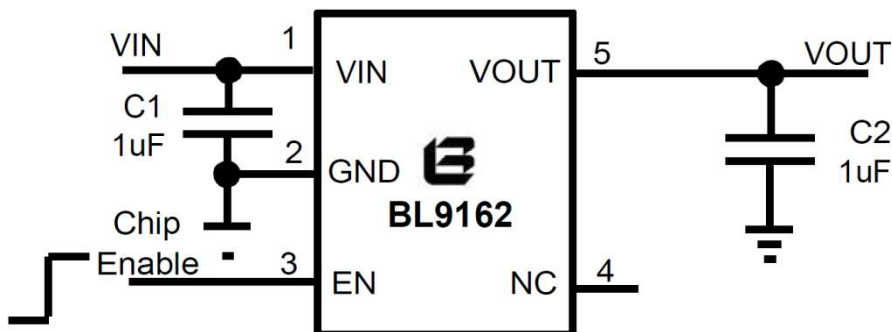 VIN
1
VIN
C1
1uF
2
GND
Chip
Enable
3
EN
BL9162
VOUT
5
VOUT
C2
1uF
NC
4